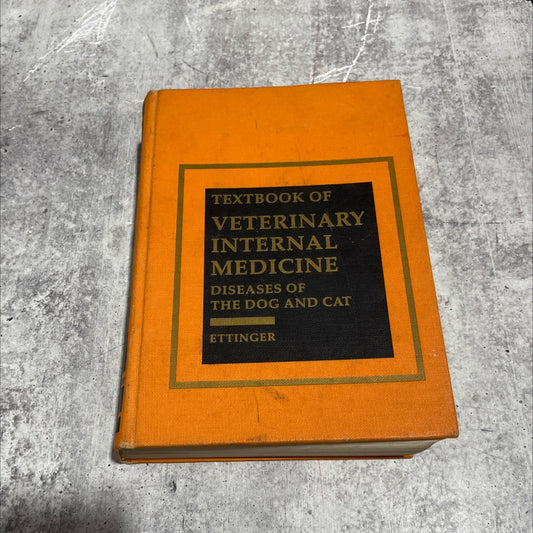 TEXTBOOK OF
VETERINARY
INTERNAL
MEDICINE
DISEASES OF
THE DOG AND CAT
ETTINGER